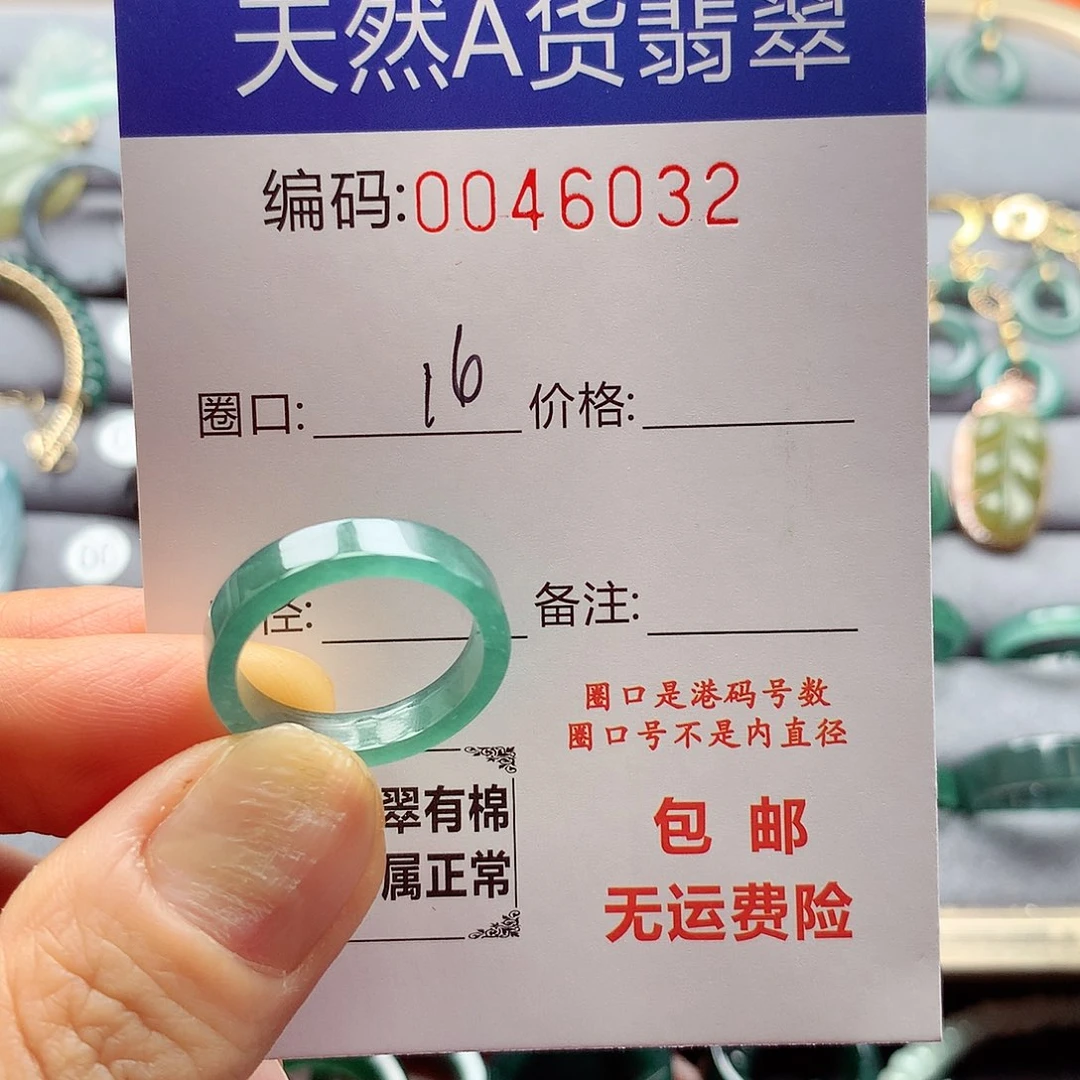 天然A货翡翠
编码:0046032
圈口: 16 价格:
径: 备注:
圈口是港码号数
圈口号不是内直径
翠有棉
属正常
包 邮
无运费险